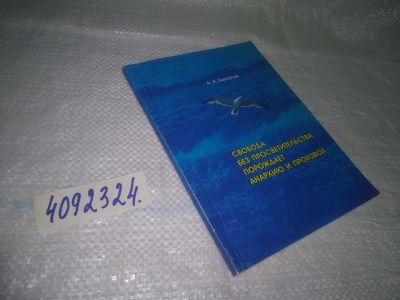 СВОБОДА
БЕЗ ПРОСВЕТИТЕЛЬСТВА
ПОРОЖДАЕТ
АНАРХИЮ И ПРОИЗВОЛ
4092324.